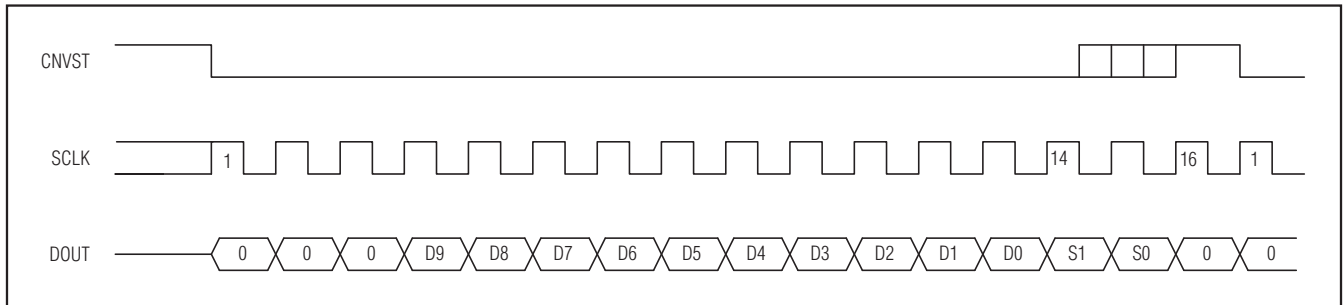 CNVST
SCLK 1 14 16 1
DOUT 0 0 0 D9 D8 D7 D6 D5 D4 D3 D2 D1 D0 S1 S0 0 0